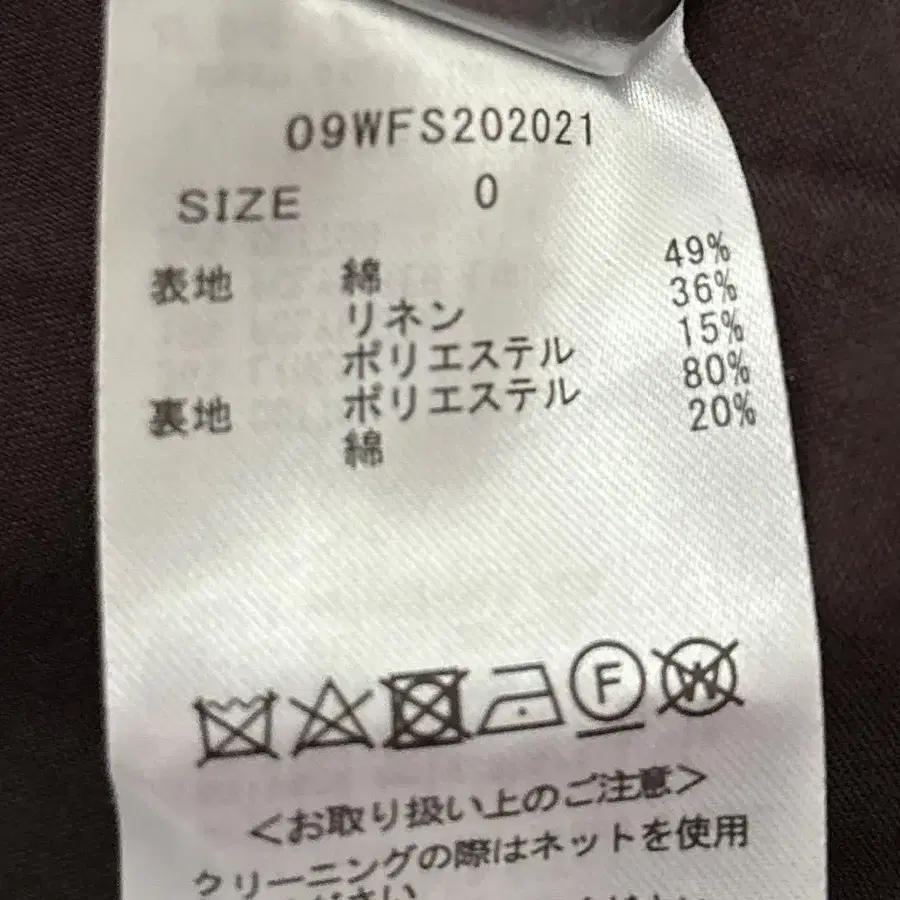 09WFS202021
SIZE 0
表地 綿 49%
リネン 36%
ポリエステル 15%
裏地 ポリエステル 80%
綿 20%
F W
<お取り扱い上のご注意>
クリーニングの際はネットを使用